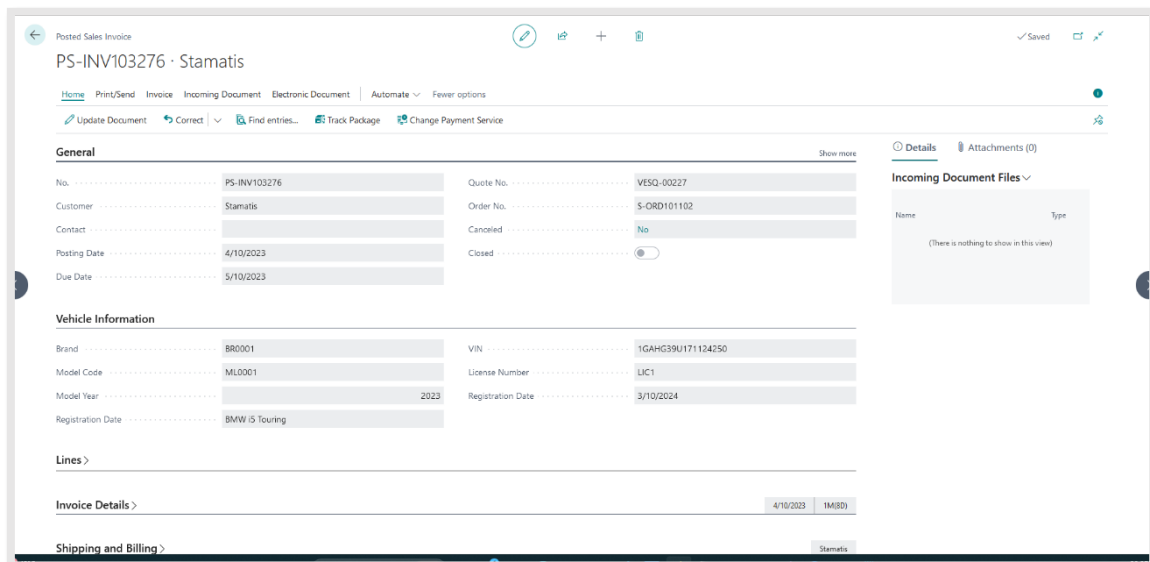 Posted Sales Invoice
Saved
PS-INV103276 · Stamatis
Home Print/Send Invoice Incoming Document Electronic Document Automate Fewer options
Update Document Correct Find entries... Track Package Change Payment Service
General Show more
No. PS-INV103276 Quote No. VESQ-00227
Customer Stamatis Order No. S-ORD101102
Contact Canceled No
Posting Date 4/10/2023 Closed
Due Date 5/10/2023
Vehicle Information
Brand BR0001 VIN 1GAHG39U171124250
Model Code ML0001 License Number LIC1
Model Year 2023 Registration Date 3/10/2024
Registration Date BMW i5 Touring
Lines
Invoice Details 4/10/2023 1M(8D)
Shipping and Billing Stamatis
Details Attachments (0)
Incoming Document Files
Name Type
(There is nothing to show in this view)